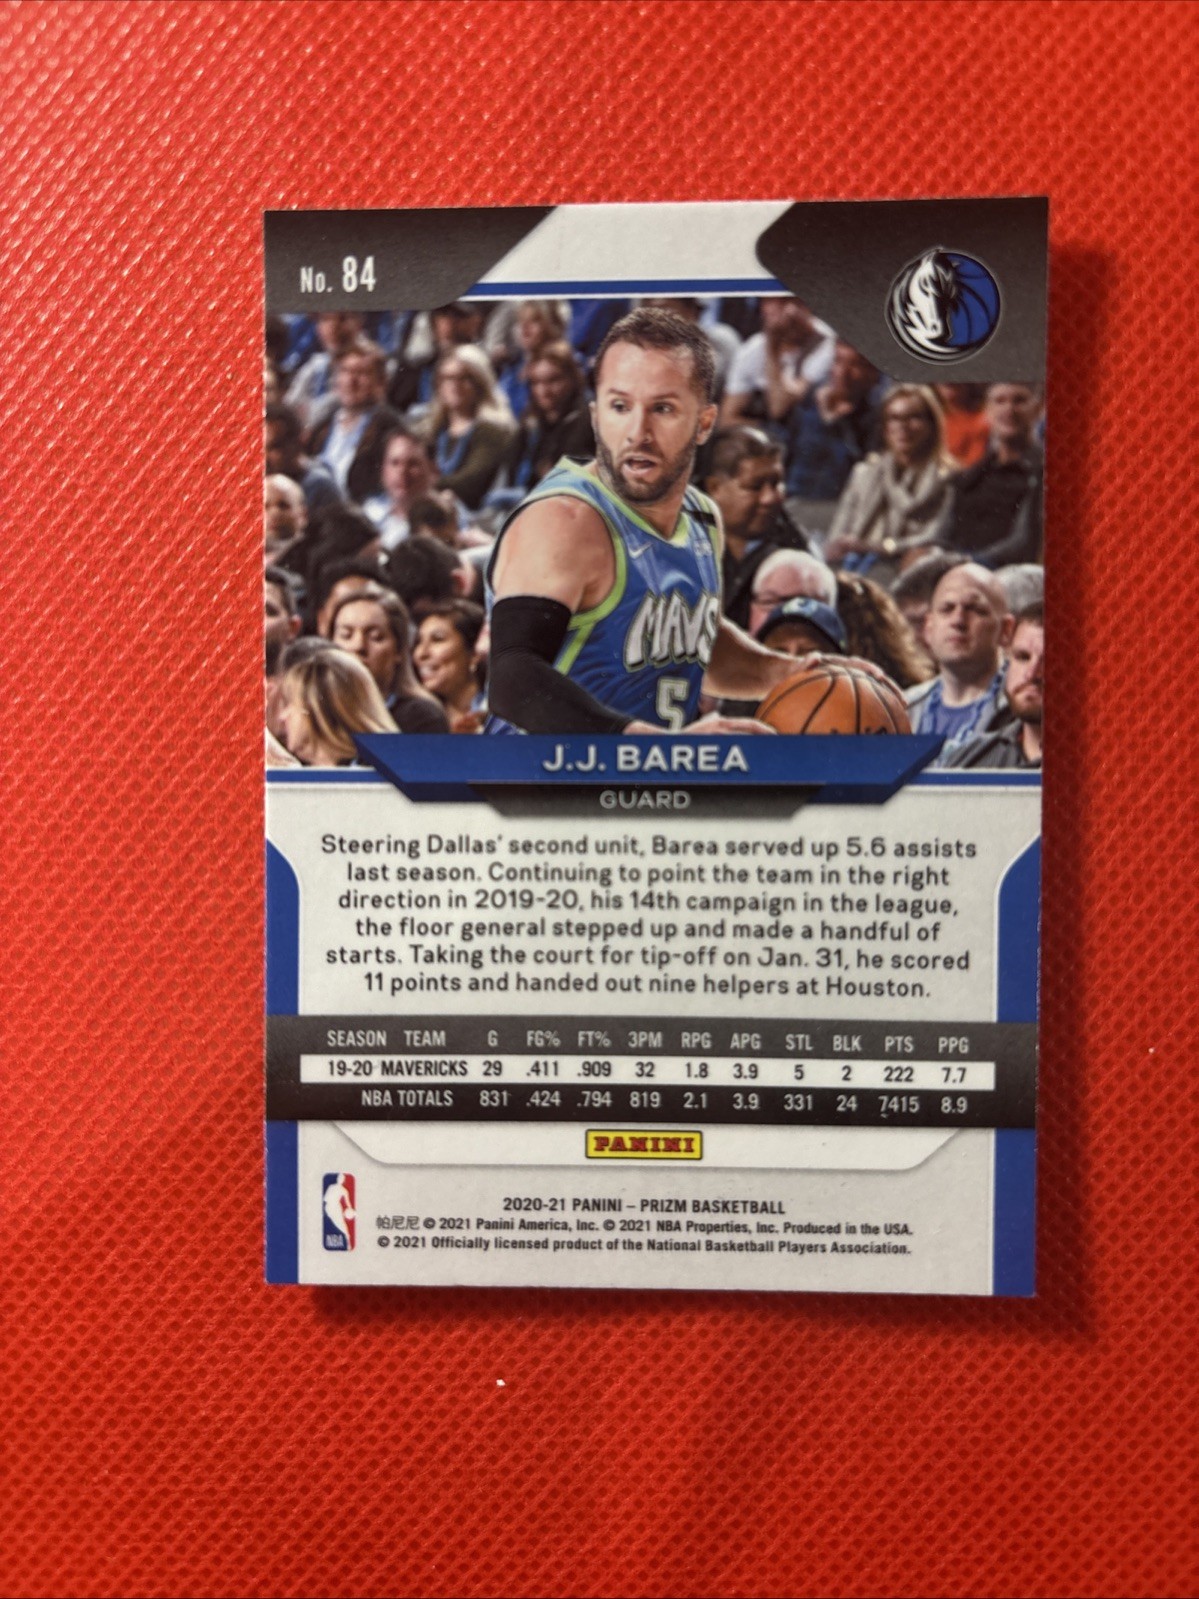 No. 84
MAVS
5
J.J. BAREA
GUARD
Steering Dallas' second unit, Barea served up 5.6 assists
last season. Continuing to point the team in the right
direction in 2019-20, his 14th campaign in the league,
the floor general stepped up and made a handful of
starts. Taking the court for tip-off on Jan. 31, he scored
11 points and handed out nine helpers at Houston.
SEASON TEAM G FG% FT% 3PM RPG APG STL BLK PTS PPG
19-20 MAVERICKS 29 .411 .909 32 1.8 3.9 5 2 222 7.7
NBA TOTALS 831 .424 .794 819 2.1 3.9 331 24 7415 8.9
PANINI
2020-21 PANINI – PRIZM BASKETBALL
帕尼尼 © 2021 Panini America, Inc. © 2021 NBA Properties, Inc. Produced in the USA.
© 2021 Officially licensed product of the National Basketball Players Association.
NBA